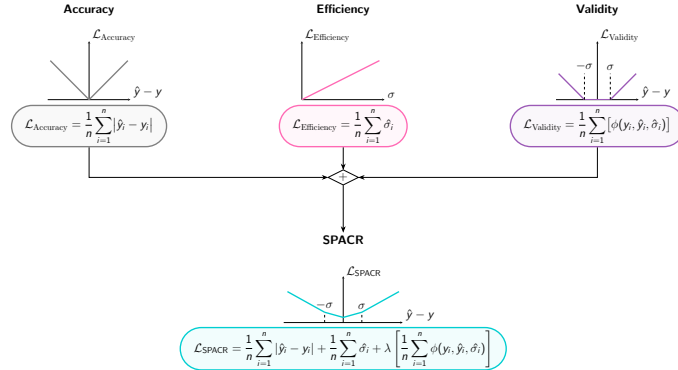 Accuracy
Efficiency
Validity
ℒ_Accuracy
ŷ − y
ℒ_Efficiency
σ
ℒ_Validity
−σ
σ
ŷ − y
ℒ_Accuracy = 1/n ∑_{i=1}^{n} |ŷ_i − y_i|
ℒ_Efficiency = 1/n ∑_{i=1}^{n} σ̂_i
ℒ_Validity = 1/n ∑_{i=1}^{n} [ϕ(y_i, ŷ_i, σ̂_i)]
+
SPACR
ℒ_SPACR
−σ
σ
ŷ − y
ℒ_SPACR = 1/n ∑_{i=1}^{n} |ŷ_i − y_i| + 1/n ∑_{i=1}^{n} σ̂_i + λ [1/n ∑_{i=1}^{n} ϕ(y_i, ŷ_i, σ̂_i)]